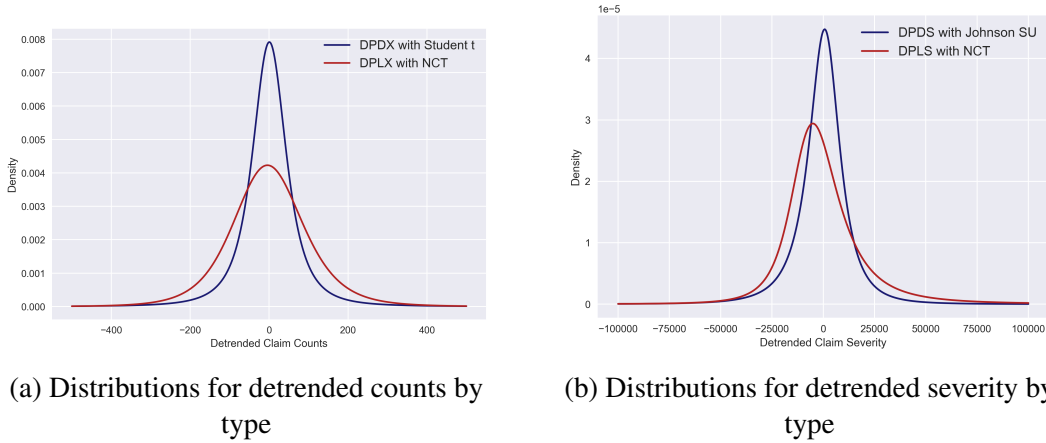 DPDX with Student t
DPLX with NCT
0.008
0.007
0.006
0.005
0.004
0.003
0.002
0.001
0.000
Density
−400 −200 0 200 400
Detrended Claim Counts
(a) Distributions for detrended counts by
type
1e−5
DPDS with Johnson SU
DPLS with NCT
4
3
2
1
0
Density
−100000 −75000 −50000 −25000 0 25000 50000 75000 100000
Detrended Claim Severity
(b) Distributions for detrended severity by
type